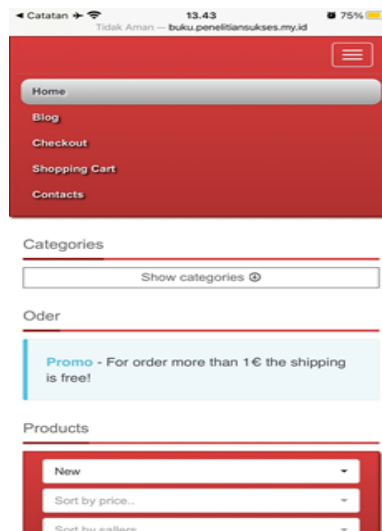 Catatan 13.43 75%
Tidak Aman — buku.penelitiansukses.my.id
Home
Blog
Checkout
Shopping Cart
Contacts
Categories
Show categories
Oder
Promo - For order more than 1€ the shipping
is free!
Products
New
Sort by price..
Sort by sallers